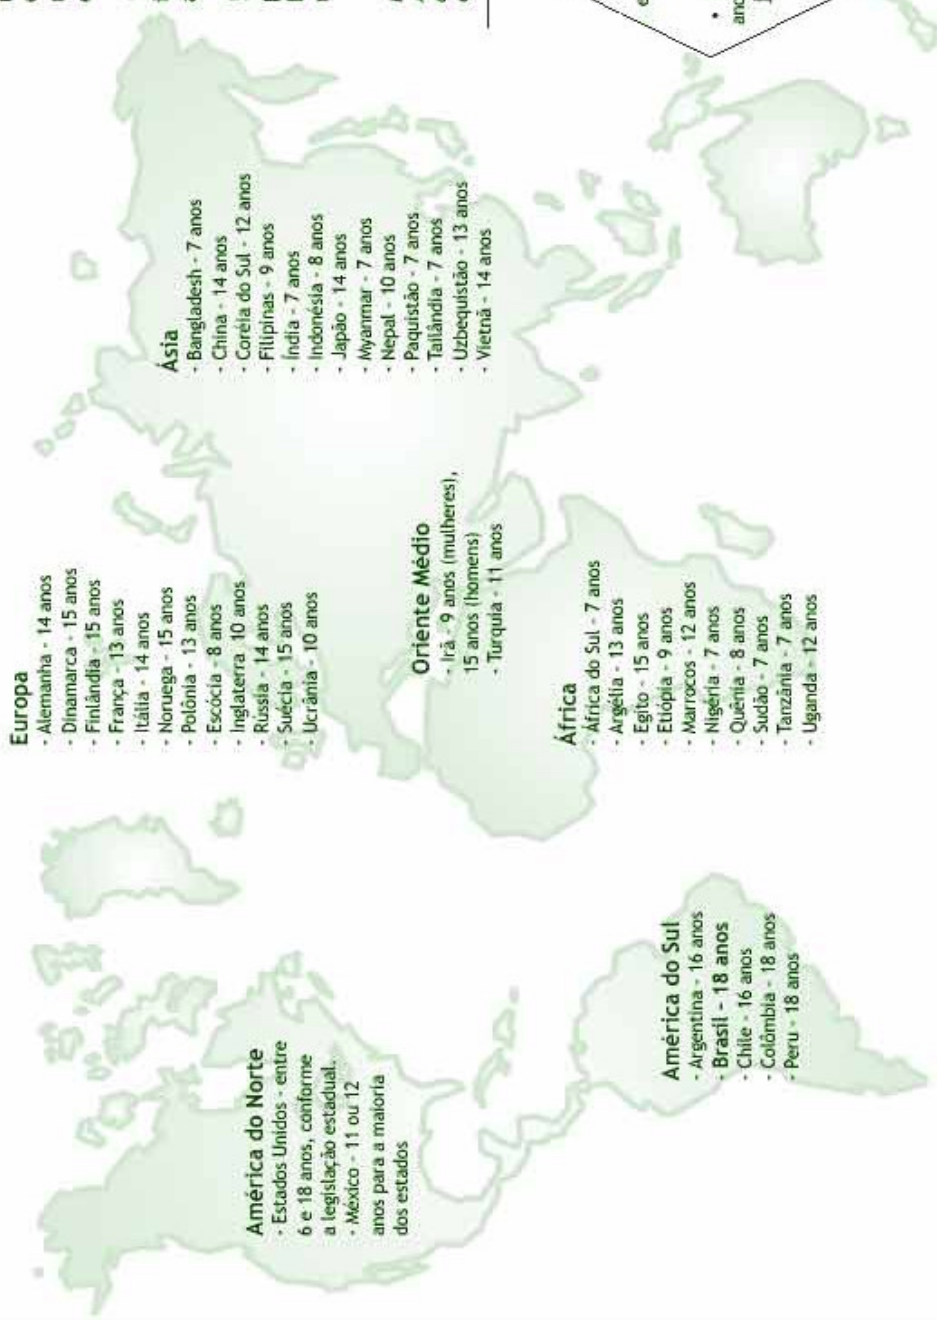 Europa
- Alemanha - 14 anos
- Dinamarca - 15 anos
- Finlândia - 15 anos
- França - 13 anos
- Itália - 14 anos
- Noruega - 15 anos
- Polônia - 13 anos
- Escócia - 8 anos
- Inglaterra 10 anos
- Rússia - 14 anos
- Suécia - 15 anos
- Ucrânia - 10 anos
Ásia
- Bangladesh - 7 anos
- China - 14 anos
- Coréia do Sul - 12 anos
- Filipinas - 9 anos
- Índia - 7 anos
- Indonésia - 8 anos
- Japão - 14 anos
- Myanmar - 7 anos
- Nepal - 10 anos
- Paquistão - 7 anos
- Tailândia - 7 anos
- Uzbequistão - 13 anos
- Vietnã - 14 anos
América do Norte
- Estados Unidos - entre
6 e 18 anos, conforme
a legislação estadual.
- México - 11 ou 12
anos para a maioria
dos estados
Oriente Médio
- Irã - 9 anos (mulheres),
15 anos (homens)
- Turquia - 11 anos
África
- África do Sul - 7 anos
- Argélia - 13 anos
- Egito - 15 anos
- Etiópia - 9 anos
- Marrocos - 12 anos
- Nigéria - 7 anos
- Quênia - 8 anos
- Sudão - 7 anos
- Tanzânia - 7 anos
- Uganda - 12 anos
América do Sul
- Argentina - 16 anos
- Brasil - 18 anos
- Chile - 16 anos
- Colômbia - 18 anos
- Peru - 18 anos